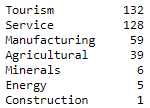 Tourism 132
Service 128
Manufacturing 59
Agricultural 39
Minerals 6
Energy 5
Construction 1